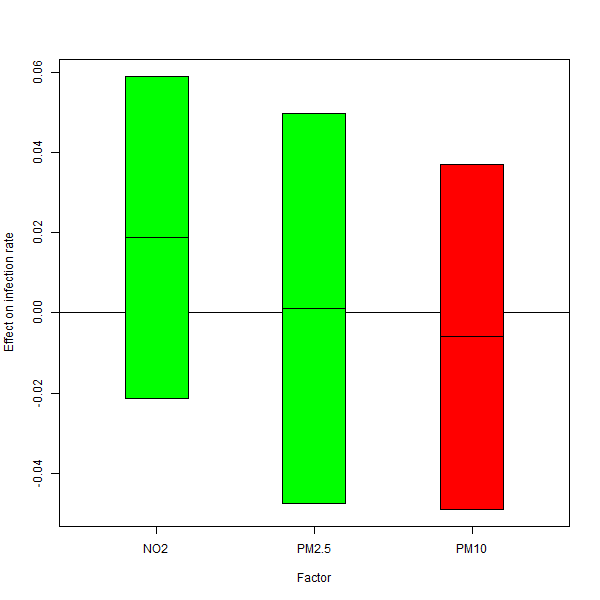 Effect on infection rate
0.06
0.04
0.02
0.00
-0.02
-0.04
NO2
PM2.5
PM10
Factor